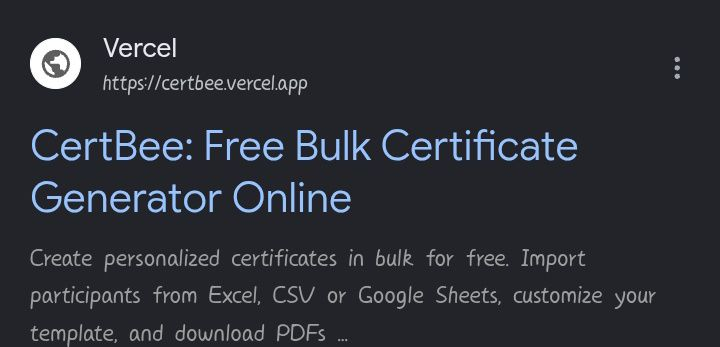 Vercel
https://certbee.vercel.app
CertBee: Free Bulk Certificate
Generator Online
Create personalized certificates in bulk for free. Import
participants from Excel, CSV or Google Sheets, customize your
template, and download PDFs ...